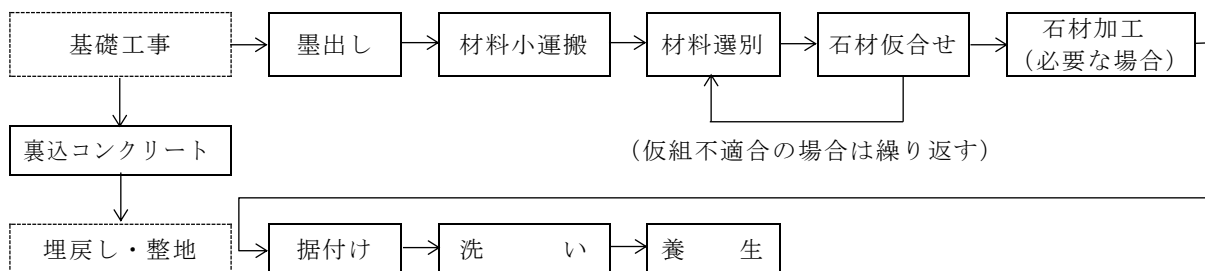 基礎工事
墨出し
材料小運搬
材料選別
石材仮合せ
石材加工
（必要な場合）
裏込コンクリート
（仮組不適合の場合は繰り返す）
埋戻し・整地
据付け
洗い
養生